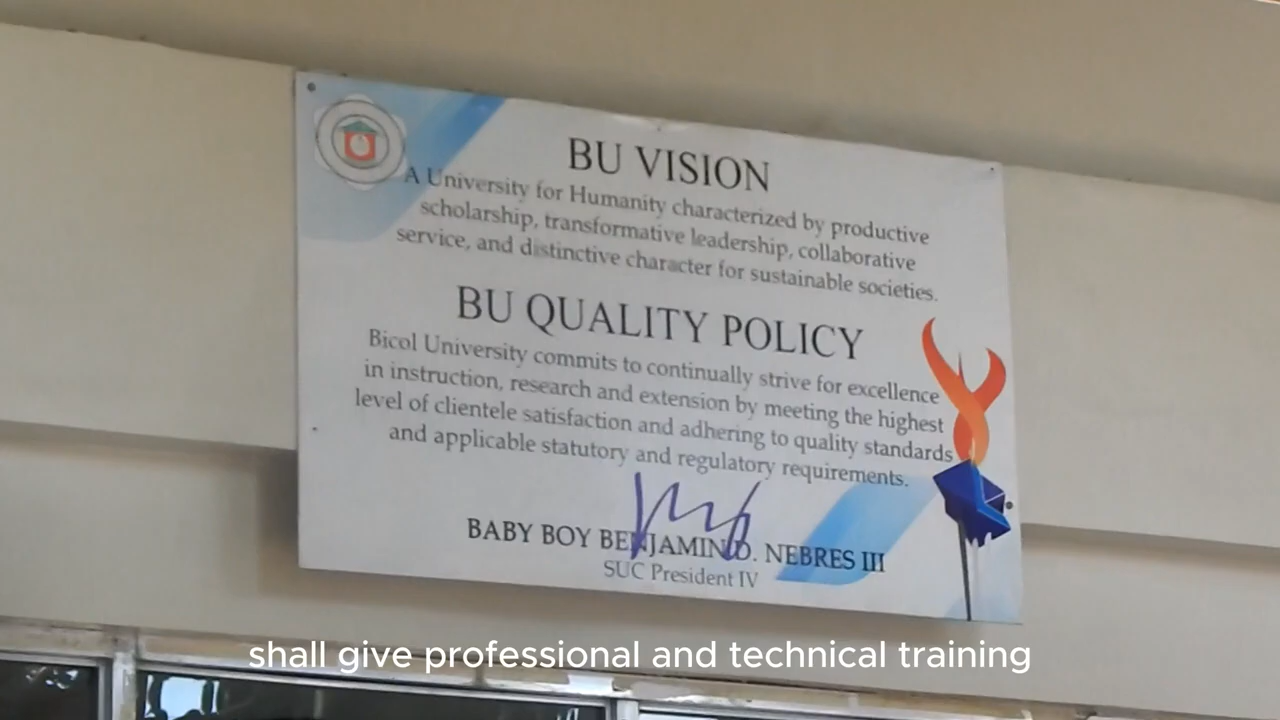 BU VISION
A University for Humanity characterized by productive
scholarship, transformative leadership, collaborative
service, and distinctive character for sustainable societies.
BU QUALITY POLICY
Bicol University commits to continually strive for excellence
in instruction, research and extension by meeting the highest
level of clientele satisfaction and adhering to quality standards
and applicable statutory and regulatory requirements.
BABY BOY BENJAMIN D. NEBRES III
SUC President IV
shall give professional and technical training